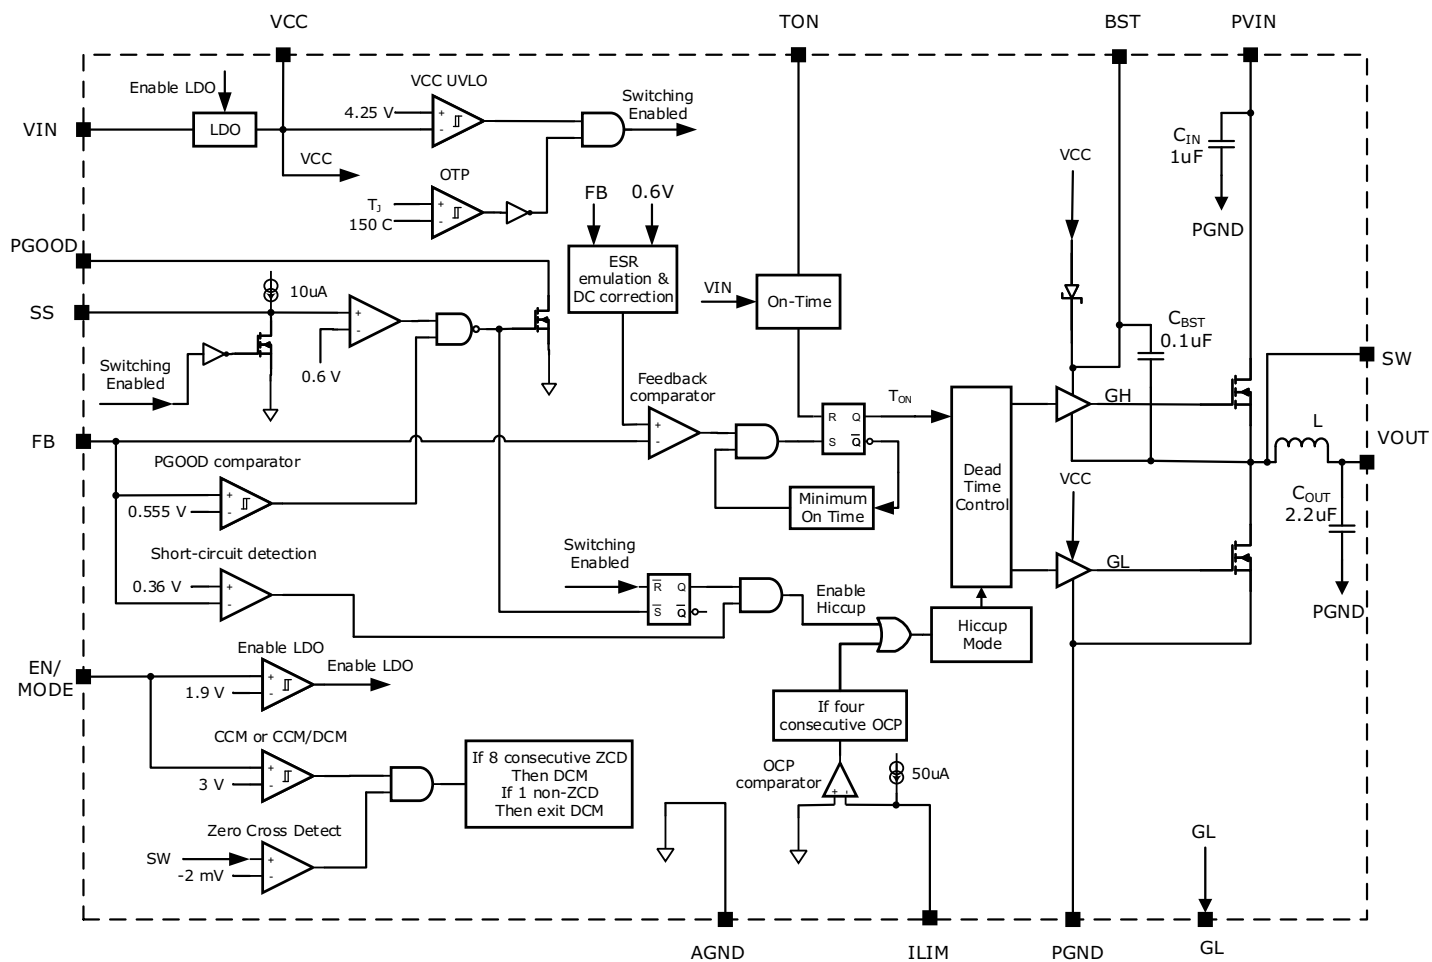 VCC
TON
BST
PVIN
Enable LDO
VCC UVLO
Switching
Enabled
4.25 V
+
-
VIN
LDO
VCC
OTP
TJ
150 C
+
-
CIN
1uF
PGND
VCC
FB
0.6V
PGOOD
ESR
emulation &
DC correction
VIN
On-Time
10uA
SS
+
-
0.6 V
Switching
Enabled
CBST
0.1uF
SW
Feedback
comparator
TON
GH
+
-
R
Q
S
Q
FB
L
VOUT
PGOOD comparator
+
-
0.555 V
Minimum
On Time
Dead
Time
Control
VCC
COUT
2.2uF
Short-circuit detection
0.36 V
+
-
Switching
Enabled
R
Q
S
Q
Enable
Hiccup
GL
PGND
Hiccup
Mode
EN/
MODE
Enable LDO
Enable LDO
+
-
1.9 V
If four
consecutive OCP
CCM or CCM/DCM
+
-
3 V
If 8 consecutive ZCD
Then DCM
If 1 non-ZCD
Then exit DCM
OCP
comparator
+
-
50uA
Zero Cross Detect
SW
-2 mV
+
-
GL
AGND
ILIM
PGND
GL